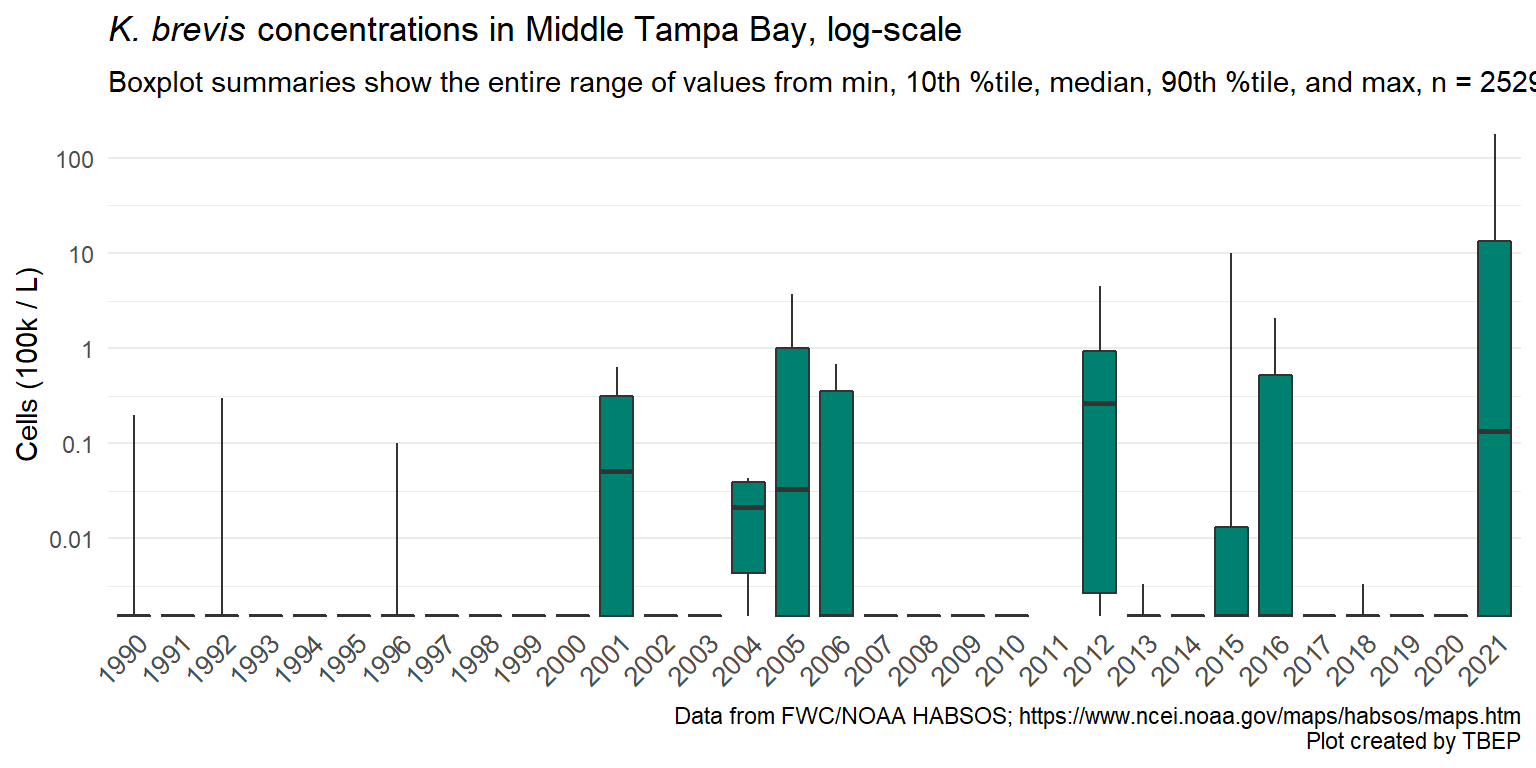 K. brevis concentrations in Middle Tampa Bay, log-scale
Boxplot summaries show the entire range of values from min, 10th %tile, median, 90th %tile, and max, n = 2529
Cells (100k / L)
100
10
1
0.1
0.01
1990 1991 1992 1993 1994 1995 1996 1997 1998 1999 2000 2001 2002 2003 2004 2005 2006 2007 2008 2009 2010 2011 2012 2013 2014 2015 2016 2017 2018 2019 2020 2021
Data from FWC/NOAA HABSOS; https://www.ncei.noaa.gov/maps/habsos/maps.htm
Plot created by TBEP